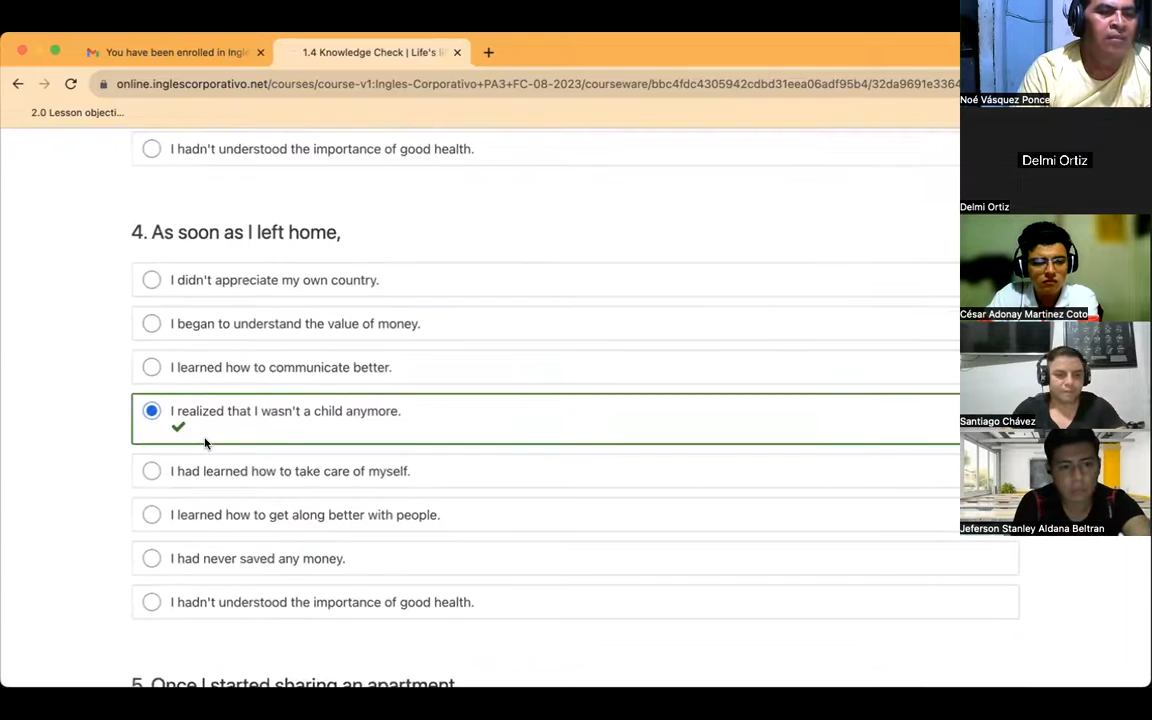 You have been enrolled in Ingle
1.4 Knowledge Check | Life's li
online.inglescorporativo.net/courses/course-v1:Ingles-Corporativo+PA3+FC-08-2023/courseware/bbc4fdc4305942cdbd31eea06adf95b4/32da9691e3364
2.0 Lesson objecti...
I hadn't understood the importance of good health.
4. As soon as I left home,
I didn't appreciate my own country.
I began to understand the value of money.
I learned how to communicate better.
I realized that I wasn't a child anymore.
I had learned how to take care of myself.
I learned how to get along better with people.
I had never saved any money.
I hadn't understood the importance of good health.
5. Once I started sharing an apartment
Noé Vásquez Ponce
Delmi Ortiz
Delmi Ortiz
César Adonay Martinez Coto
Santiago Chávez
Jeferson Stanley Aldana Beltran